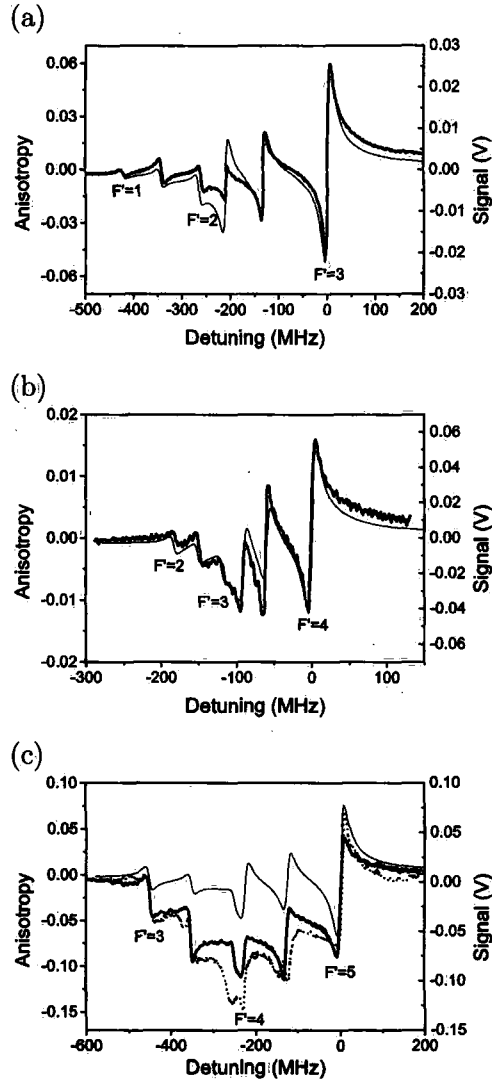 (a)
0.06
0.03
0.00
-0.03
-0.06
Anisotropy
0.03
0.02
0.01
0.00
-0.01
-0.02
-0.03
Signal (V)
F'=1
F'=2
F'=3
-500 -400 -300 -200 -100 0 100 200
Detuning (MHz)
(b)
0.02
0.01
0.00
-0.01
-0.02
Anisotropy
0.06
0.04
0.02
0.00
-0.02
-0.04
-0.06
Signal (V)
F'=2
F'=3
F'=4
-300 -200 -100 0 100
Detuning (MHz)
(c)
0.10
0.05
0.00
-0.05
-0.10
-0.15
Anisotropy
0.10
0.05
0.00
-0.05
-0.10
-0.15
Signal (V)
F'=3
F'=4
F'=5
-600 -400 -200 0 200
Detuning (MHz)